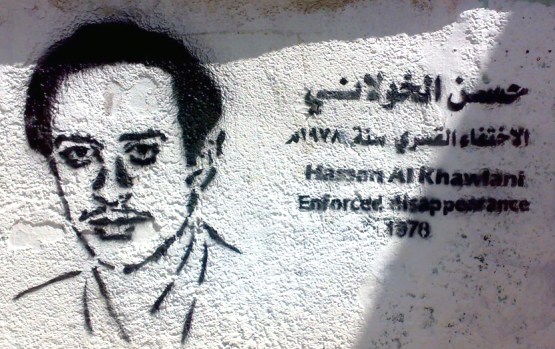 حسن الخولاني
الاختفاء القسري سنة ١٩٧٨م
Hassan Al Khawlani
Enforced disappearance
1978